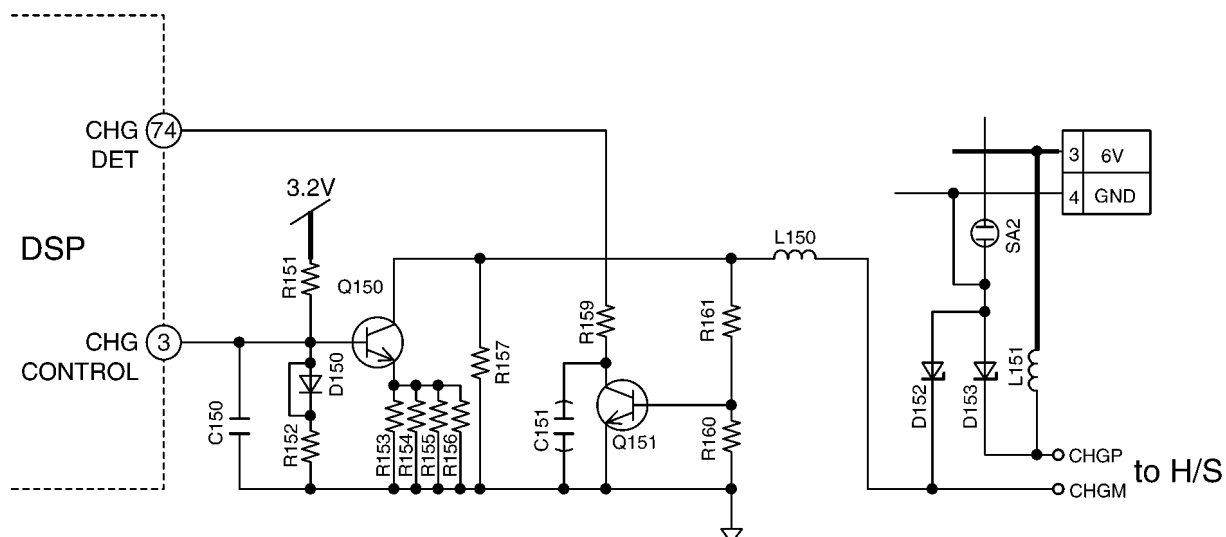 CHG 74
DET
3.2V
3 6V
4 GND
DSP
SA2
L150
R151
Q150
R159
R161
CHG 3
CONTROL
D150
R157
L151
D152
D153
C150
R152
R153
R154
R155
R156
C151
Q151
R160
CHGP
CHGM
to H/S